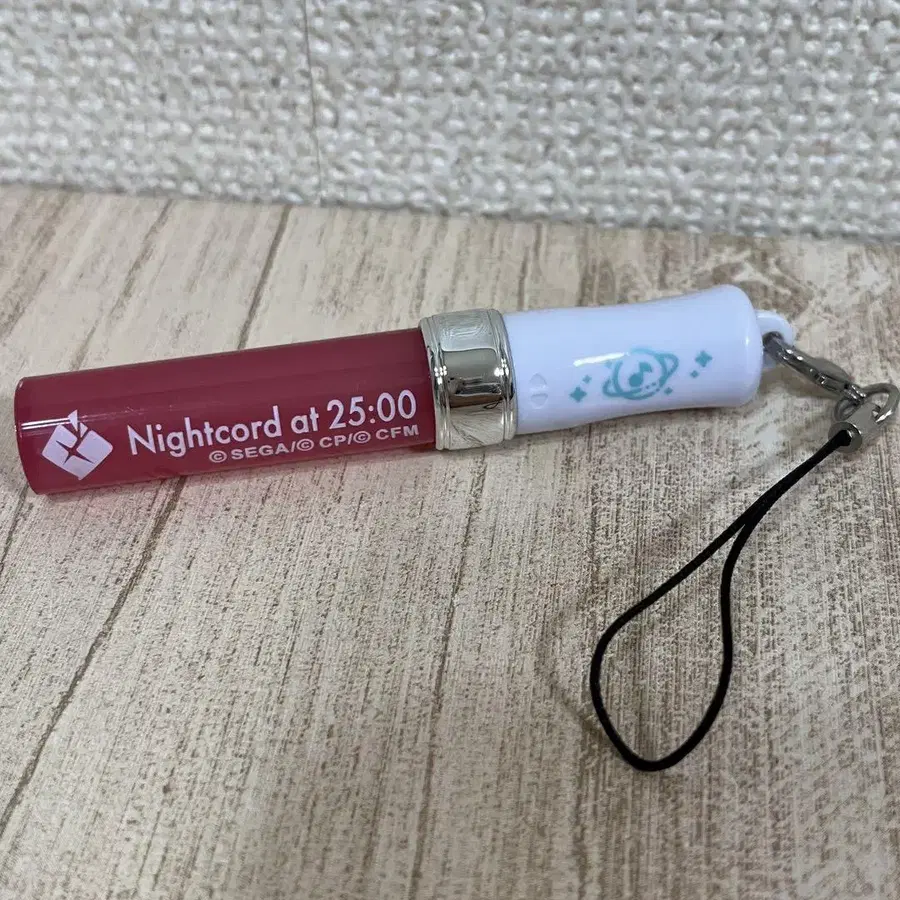 Nightcord at 25:00
© SEGA/© CP/© CFM